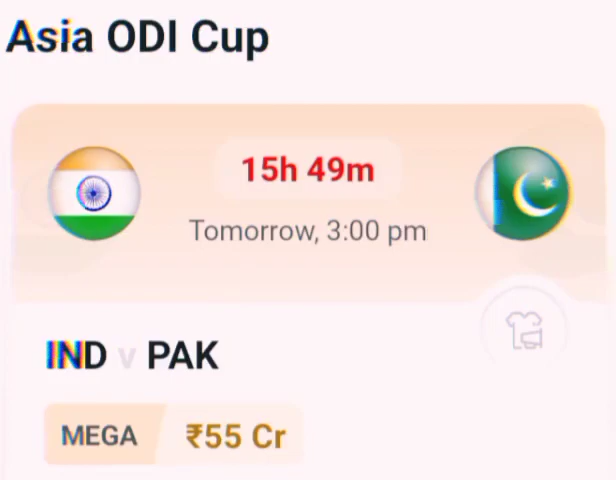 Asia ODI Cup
15h 49m
Tomorrow, 3:00 pm
IND v PAK
MEGA ₹55 Cr